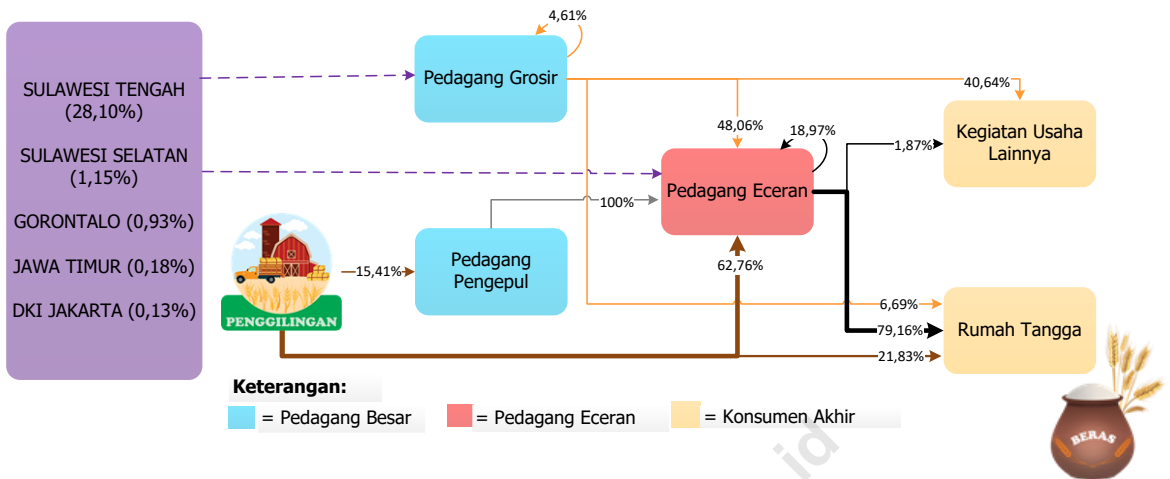 SULAWESI TENGAH
(28,10%)
SULAWESI SELATAN
(1,15%)
GORONTALO (0,93%)
JAWA TIMUR (0,18%)
DKI JAKARTA (0,13%)
4,61%
Pedagang Grosir
40,64%
48,06%
18,97%
Kegiatan Usaha
Lainnya
1,87%
Pedagang Eceran
100%
Pedagang
Pengepul
15,41%
62,76%
PENGGILINGAN
6,69%
Rumah Tangga
79,16%
21,83%
Keterangan:
= Pedagang Besar
= Pedagang Eceran
= Konsumen Akhir
BERAS
id